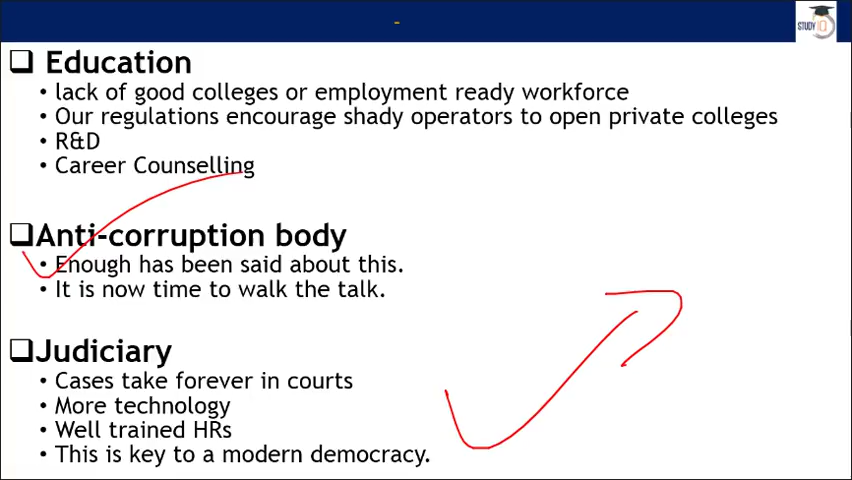 -
STUDY IQ
❑ Education
• lack of good colleges or employment ready workforce
• Our regulations encourage shady operators to open private colleges
• R&D
• Career Counselling
❑Anti-corruption body
• Enough has been said about this.
• It is now time to walk the talk.
❑Judiciary
• Cases take forever in courts
• More technology
• Well trained HRs
• This is key to a modern democracy.